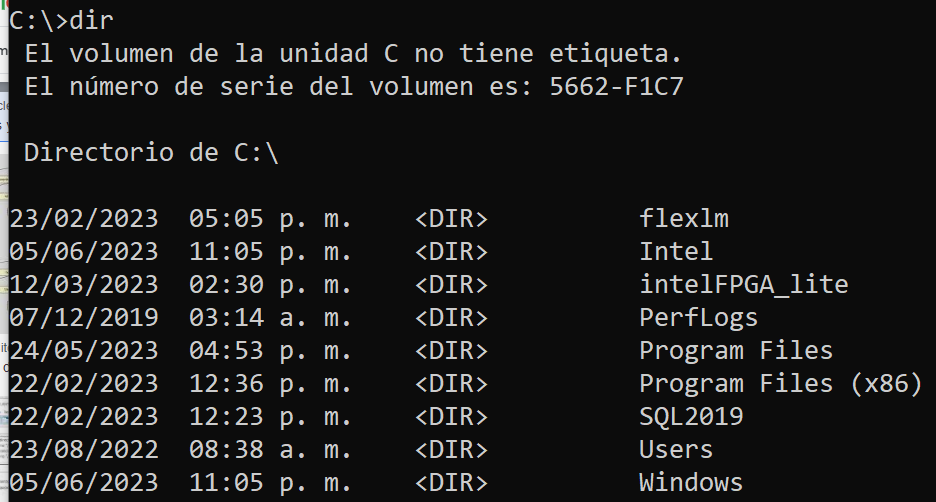 C:\>dir
El volumen de la unidad C no tiene etiqueta.
El número de serie del volumen es: 5662-F1C7
Directorio de C:\
23/02/2023  05:05 p. m.    <DIR>          flexlm
05/06/2023  11:05 p. m.    <DIR>          Intel
12/03/2023  02:30 p. m.    <DIR>          intelFPGA_lite
07/12/2019  03:14 a. m.    <DIR>          PerfLogs
24/05/2023  04:53 p. m.    <DIR>          Program Files
22/02/2023  12:36 p. m.    <DIR>          Program Files (x86)
22/02/2023  12:23 p. m.    <DIR>          SQL2019
23/08/2022  08:38 a. m.    <DIR>          Users
05/06/2023  11:05 p. m.    <DIR>          Windows